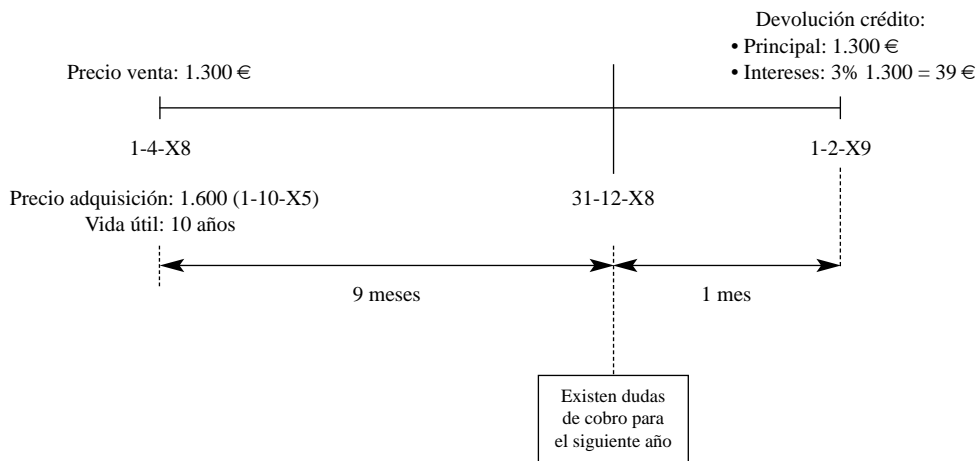 Devolución crédito:
• Principal: 1.300 €
Precio venta: 1.300 €
• Intereses: 3% 1.300 = 39 €
1-4-X8
1-2-X9
Precio adquisición: 1.600 (1-10-X5)
31-12-X8
Vida útil: 10 años
9 meses
1 mes
Existen dudas
de cobro para
el siguiente año